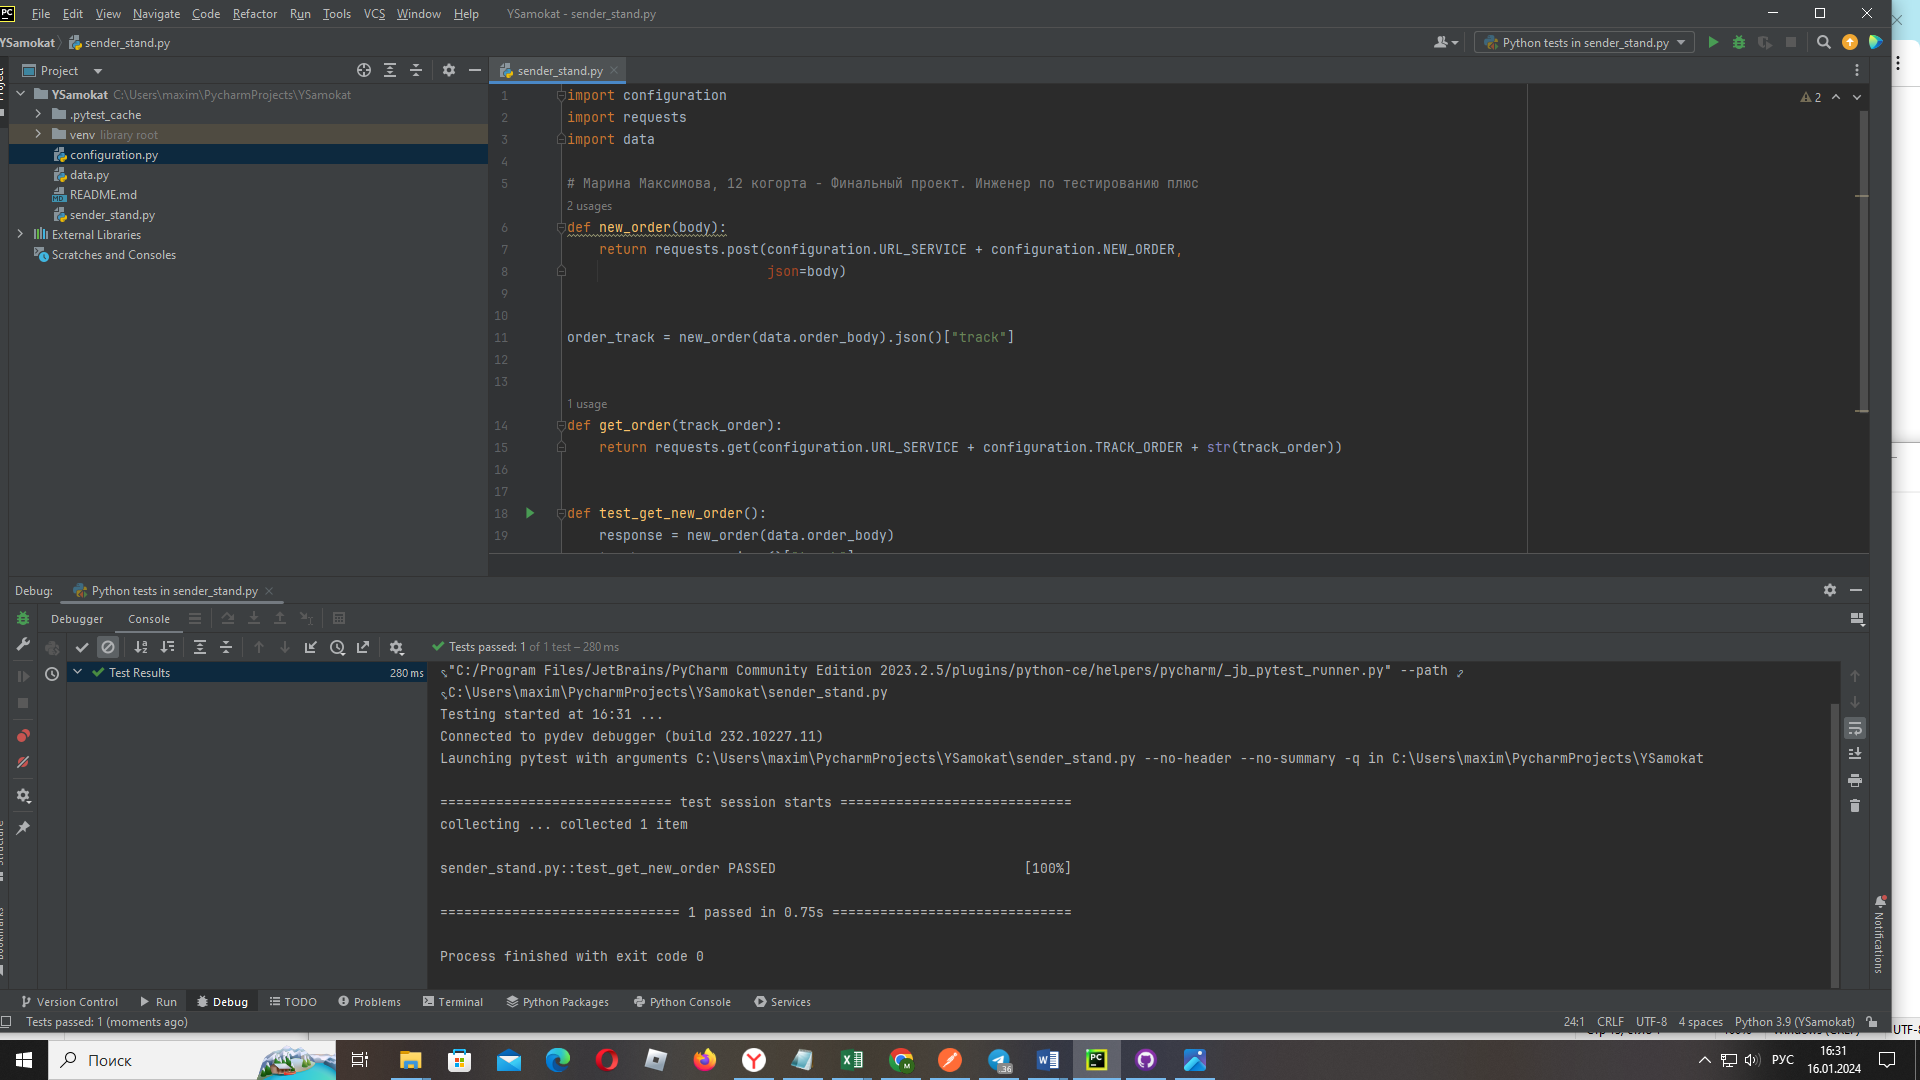 File Edit View Navigate Code Refactor Run Tools VCS Window Help YSamokat - sender_stand.py
YSamokat sender_stand.py
Python tests in sender_stand.py
Project
sender_stand.py
YSamokat C:\Users\maxim\PycharmProjects\YSamokat
.pytest_cache
venv library root
configuration.py
data.py
README.md
sender_stand.py
External Libraries
Scratches and Consoles
2
1 import configuration
2 import requests
3 import data
4
5 # Марина Максимова, 12 когорта - Финальный проект. Инженер по тестированию плюс
2 usages
6 def new_order(body):
7 return requests.post(configuration.URL_SERVICE + configuration.NEW_ORDER,
8 json=body)
9
10
11 order_track = new_order(data.order_body).json()["track"]
12
13
1 usage
14 def get_order(track_order):
15 return requests.get(configuration.URL_SERVICE + configuration.TRACK_ORDER + str(track_order))
16
17
18 def test_get_new_order():
19 response = new_order(data.order_body)
Debug: Python tests in sender_stand.py
Debugger Console
Tests passed: 1 of 1 test – 280 ms
Test Results 280 ms
"C:/Program Files/JetBrains/PyCharm Community Edition 2023.2.5/plugins/python-ce/helpers/pycharm/_jb_pytest_runner.py" --path
C:\Users\maxim\PycharmProjects\YSamokat\sender_stand.py
Testing started at 16:31 ...
Connected to pydev debugger (build 232.10227.11)
Launching pytest with arguments C:\Users\maxim\PycharmProjects\YSamokat\sender_stand.py --no-header --no-summary -q in C:\Users\maxim\PycharmProjects\YSamokat
============================= test session starts =============================
collecting ... collected 1 item
sender_stand.py::test_get_new_order PASSED [100%]
============================== 1 passed in 0.75s ==============================
Process finished with exit code 0
Notifications
Version Control Run Debug TODO Problems Terminal Python Packages Python Console Services
Tests passed: 1 (moments ago) 24:1 CRLF UTF-8 4 spaces Python 3.9 (YSamokat)
UTF-8
Поиск
РУС
16:31
16.01.2024